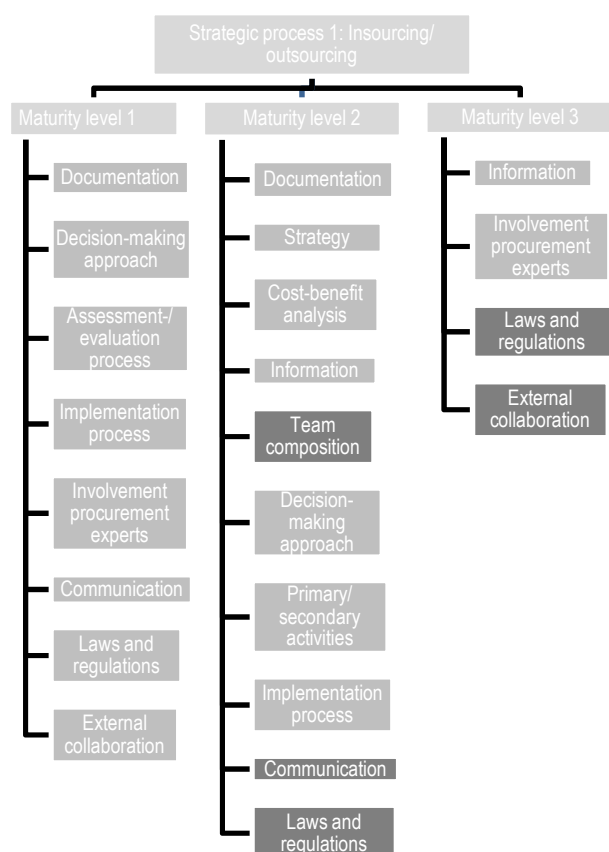 Strategic process 1: Insourcing/
outsourcing
Maturity level 1
Documentation
Decision-making
approach
Assessment-/
evaluation
process
Implementation
process
Involvement
procurement
experts
Communication
Laws and
regulations
External
collaboration
Maturity level 2
Documentation
Strategy
Cost-benefit
analysis
Information
Team
composition
Decision-
making
approach
Primary/
secondary
activities
Implementation
process
Communication
Laws and
regulations
Maturity level 3
Information
Involvement
procurement
experts
Laws and
regulations
External
collaboration